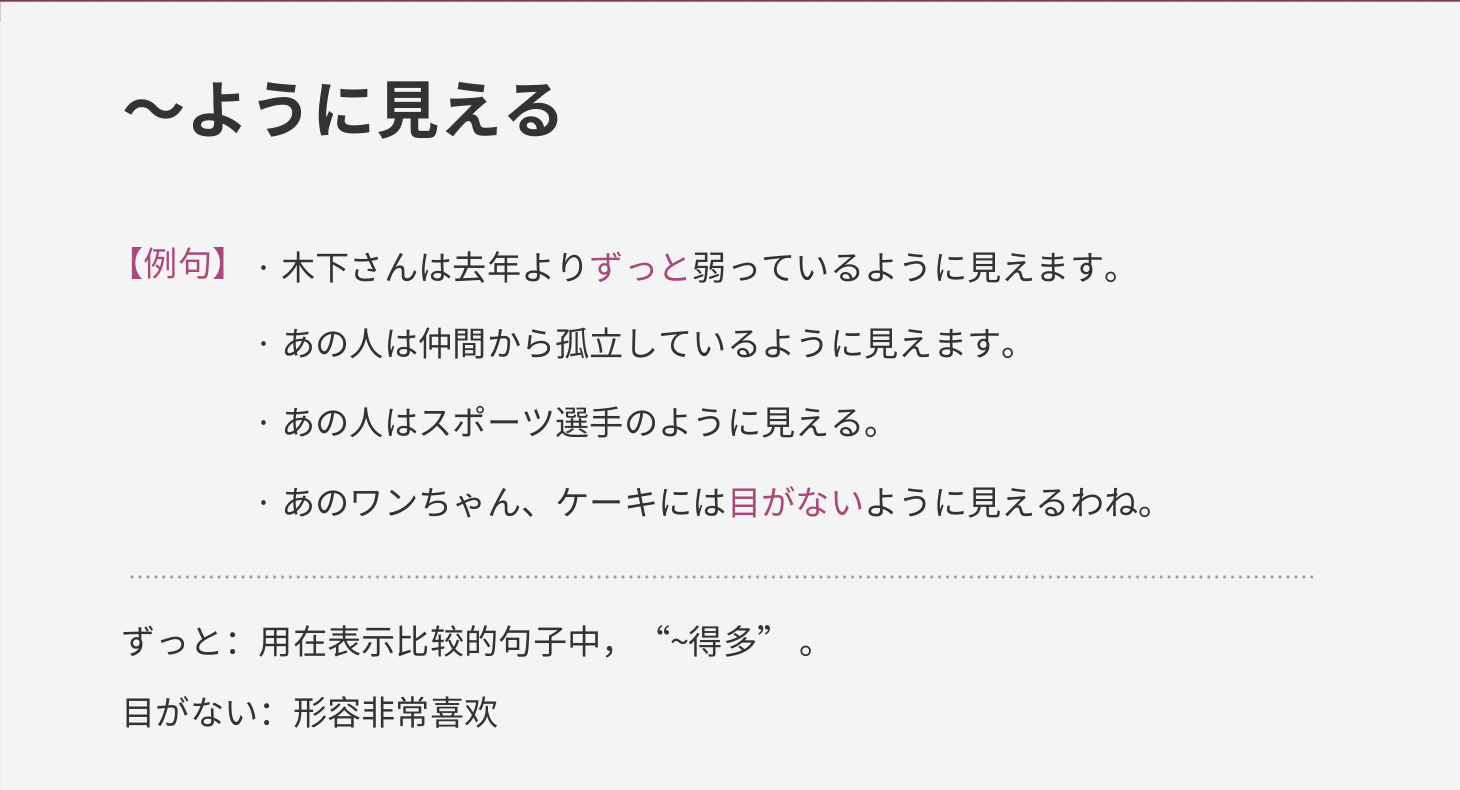 ～ように見える
【例句】 · 木下さんは去年よりずっと弱っているように見えます。
· あの人は仲間から孤立しているように見えます。
· あの人はスポーツ選手のように見える。
· あのワンちゃん、ケーキには目がないように見えるわね。
ずっと：用在表示比较的句子中，“~得多”。
目がない：形容非常喜欢